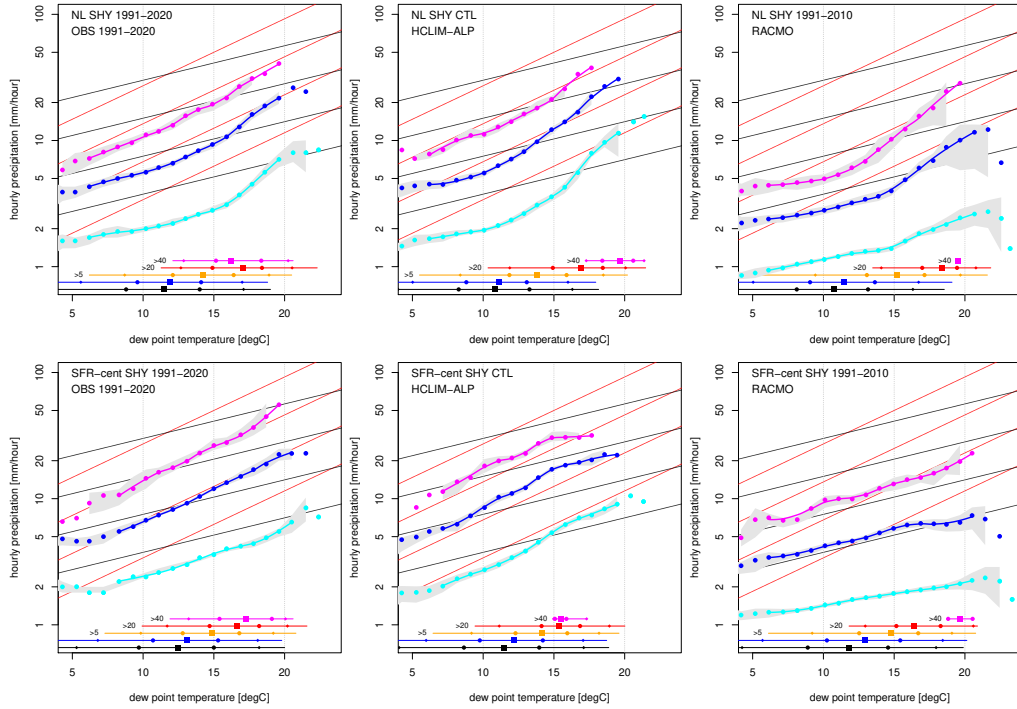 NL SHY 1991−2020
OBS 1991−2020
hourly precipitation [mm/hour]
100
50
20
10
5
2
1
>40
>20
>5
5 10 15 20
dew point temperature [degC]
NL SHY CTL
HCLIM−ALP
hourly precipitation [mm/hour]
100
50
20
10
5
2
1
>40
>20
>5
5 10 15 20
dew point temperature [degC]
NL SHY 1991−2010
RACMO
hourly precipitation [mm/hour]
100
50
20
10
5
2
1
>40
>20
>5
5 10 15 20
dew point temperature [degC]
SFR−cent SHY 1991−2020
OBS 1991−2020
hourly precipitation [mm/hour]
100
50
20
10
5
2
1
>40
>20
>5
5 10 15 20
dew point temperature [degC]
SFR−cent SHY CTL
HCLIM−ALP
hourly precipitation [mm/hour]
100
50
20
10
5
2
1
>40
>20
>5
5 10 15 20
dew point temperature [degC]
SFR−cent SHY 1991−2010
RACMO
hourly precipitation [mm/hour]
100
50
20
10
5
2
1
>40
>20
>5
5 10 15 20
dew point temperature [degC]